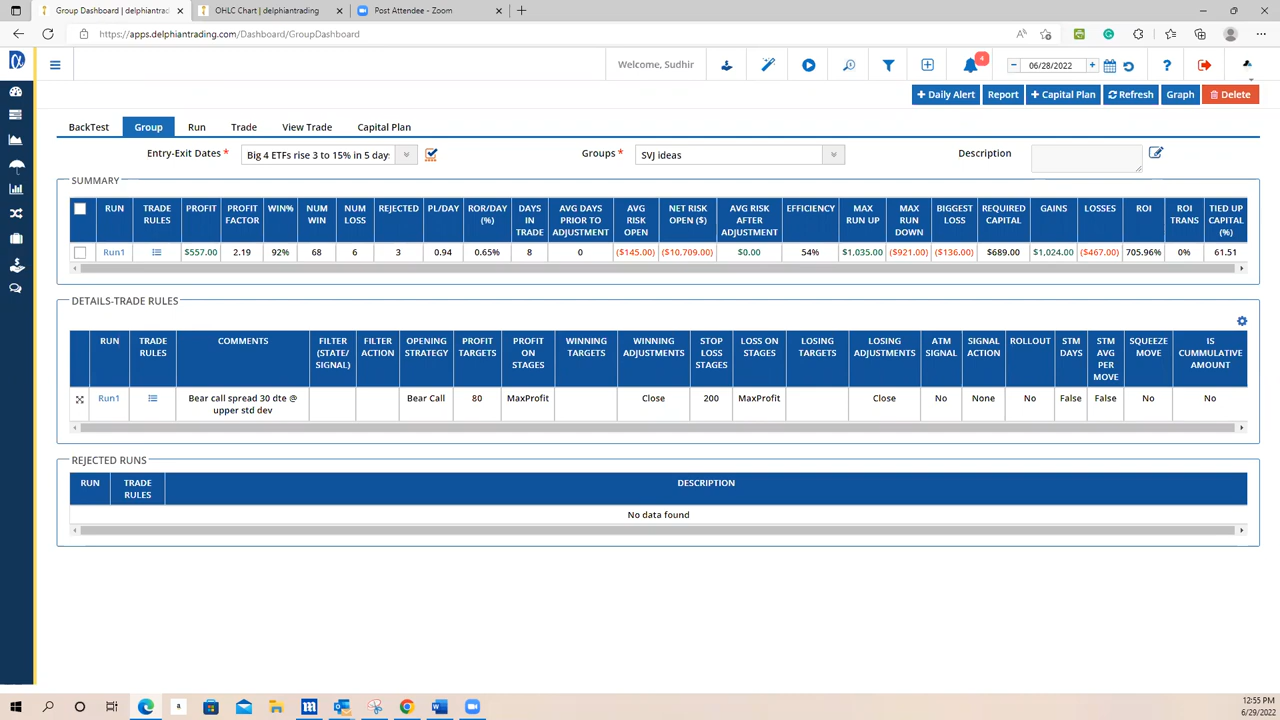 Group Dashboard | delphiantrad
OHLC Chart | delphiantrading
Post Attendee - Zoom
https://apps.delphiantrading.com/Dashboard/GroupDashboard
Welcome, Sudhir
4
06/28/2022
+ Daily Alert
Report
+ Capital Plan
Refresh
Graph
Delete
BackTest
Group
Run
Trade
View Trade
Capital Plan
Entry-Exit Dates *
Big 4 ETFs rise 3 to 15% in 5 day:
Groups *
SVJ ideas
Description
SUMMARY
RUN TRADE RULES PROFIT PROFIT FACTOR WIN% NUM WIN NUM LOSS REJECTED PL/DAY ROR/DAY (%) DAYS IN TRADE AVG DAYS PRIOR TO ADJUSTMENT AVG RISK OPEN NET RISK OPEN ($) AVG RISK AFTER ADJUSTMENT EFFICIENCY MAX RUN UP MAX RUN DOWN BIGGEST LOSS REQUIRED CAPITAL GAINS LOSSES ROI ROI TRANS TIED UP CAPITAL (%)
Run1 $557.00 2.19 92% 68 6 3 0.94 0.65% 8 0 ($145.00) ($10,709.00) $0.00 54% $1,035.00 ($921.00) ($136.00) $689.00 $1,024.00 ($467.00) 705.96% 0% 61.51
DETAILS-TRADE RULES
RUN TRADE RULES COMMENTS FILTER (STATE/ SIGNAL) FILTER ACTION OPENING STRATEGY PROFIT TARGETS PROFIT ON STAGES WINNING TARGETS WINNING ADJUSTMENTS STOP LOSS STAGES LOSS ON STAGES LOSING TARGETS LOSING ADJUSTMENTS ATM SIGNAL SIGNAL ACTION ROLLOUT STM DAYS STM AVG PER MOVE SQUEEZE MOVE IS CUMMULATIVE AMOUNT
Run1 Bear call spread 30 dte @ upper std dev Bear Call 80 MaxProfit Close 200 MaxProfit Close No None No False False No No
REJECTED RUNS
RUN TRADE RULES DESCRIPTION
No data found
12:55 PM
6/29/2022